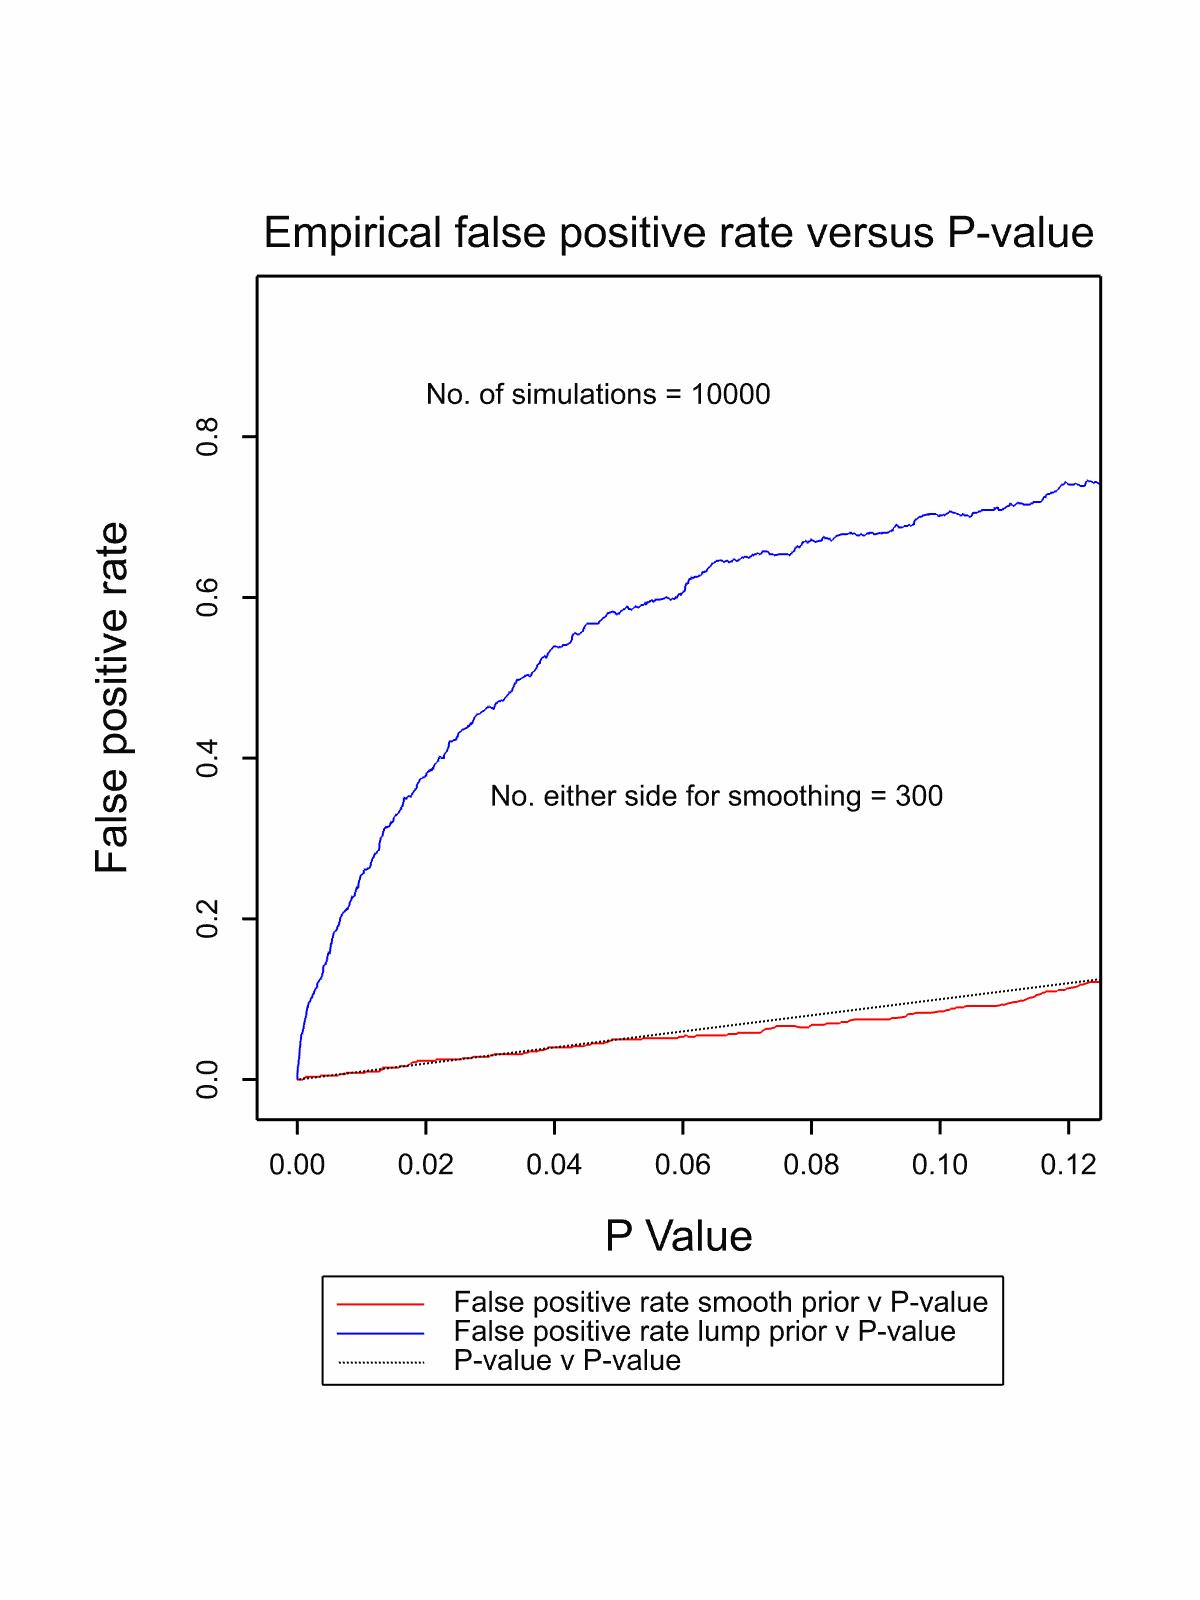 Empirical false positive rate versus P-value
No. of simulations = 10000
No. either side for smoothing = 300
False positive rate
0.8
0.6
0.4
0.2
0.0
0.00 0.02 0.04 0.06 0.08 0.10 0.12
P Value
False positive rate smooth prior v P-value
False positive rate lump prior v P-value
P-value v P-value